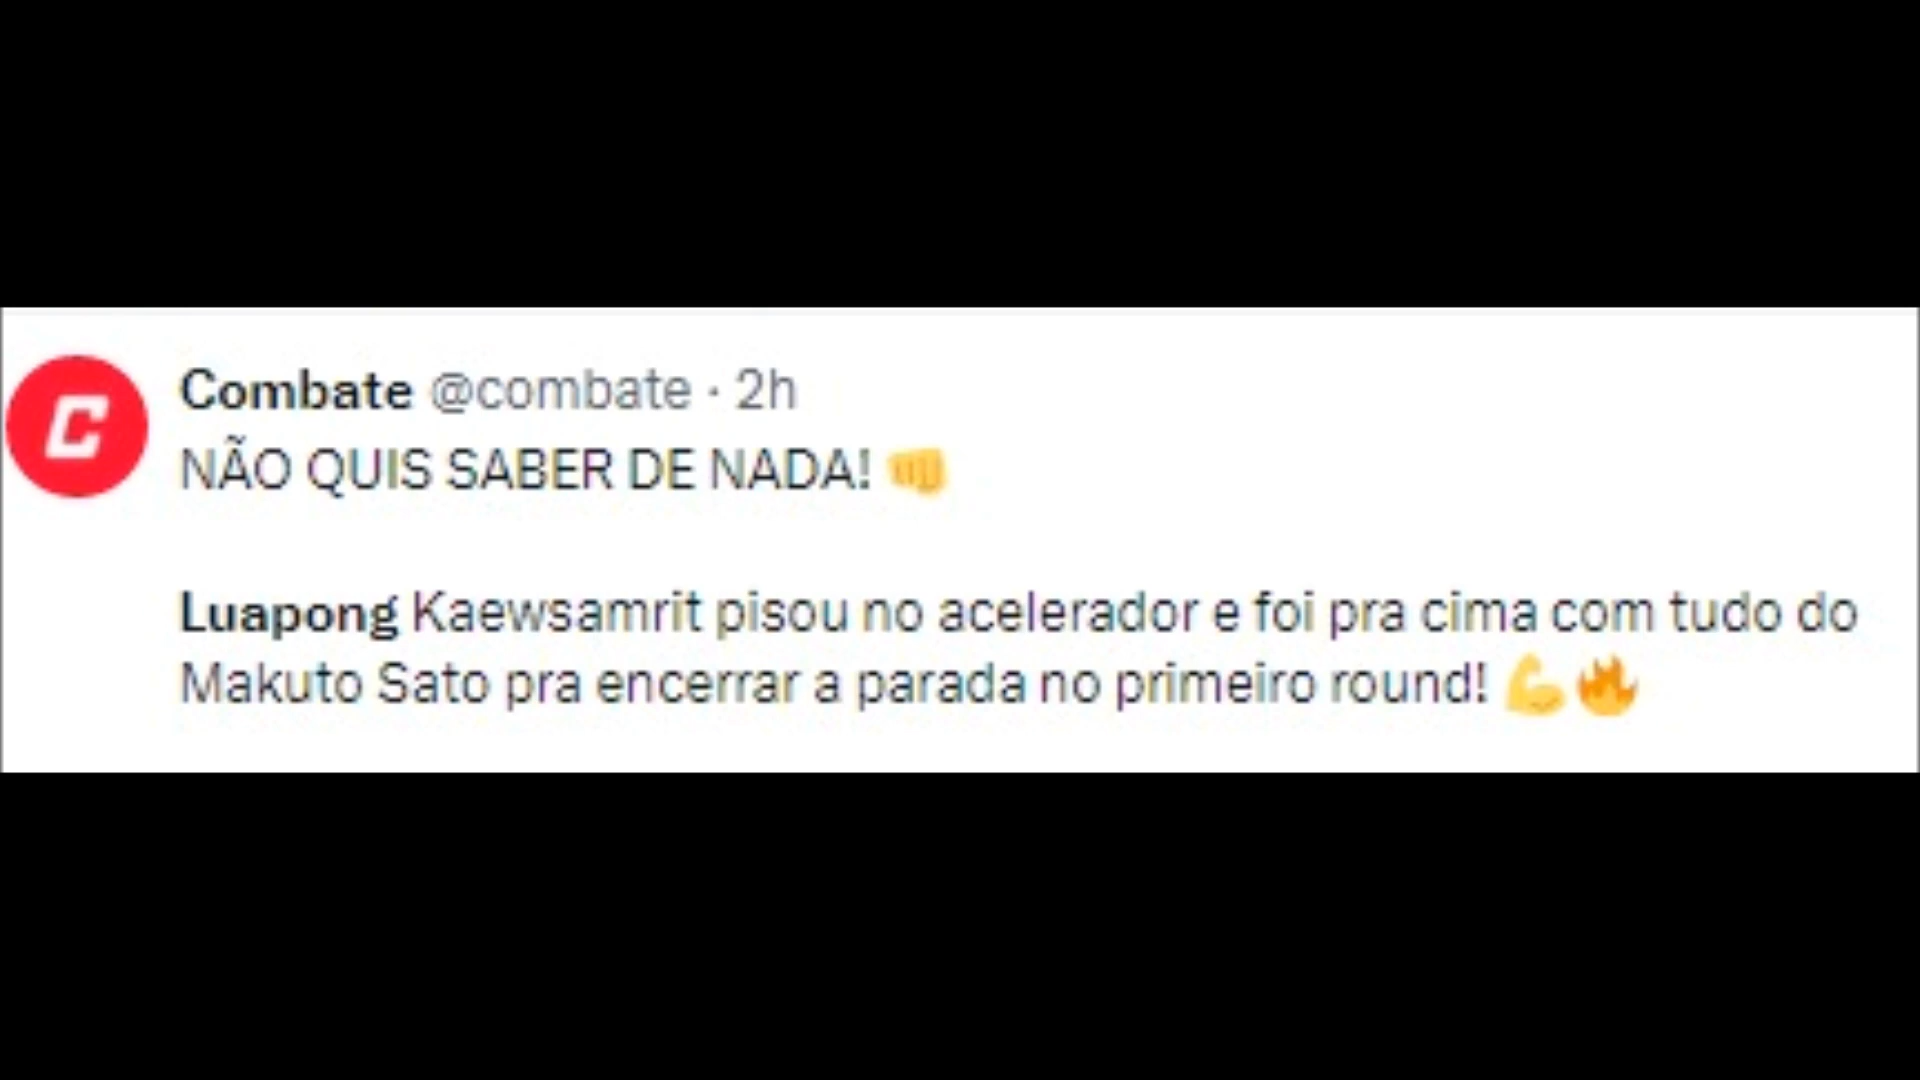 C
Combate @combate · 2h
NÃO QUIS SABER DE NADA! 👊
Luapong Kaewsamrit pisou no acelerador e foi pra cima com tudo do
Makuto Sato pra encerrar a parada no primeiro round! 💪🔥